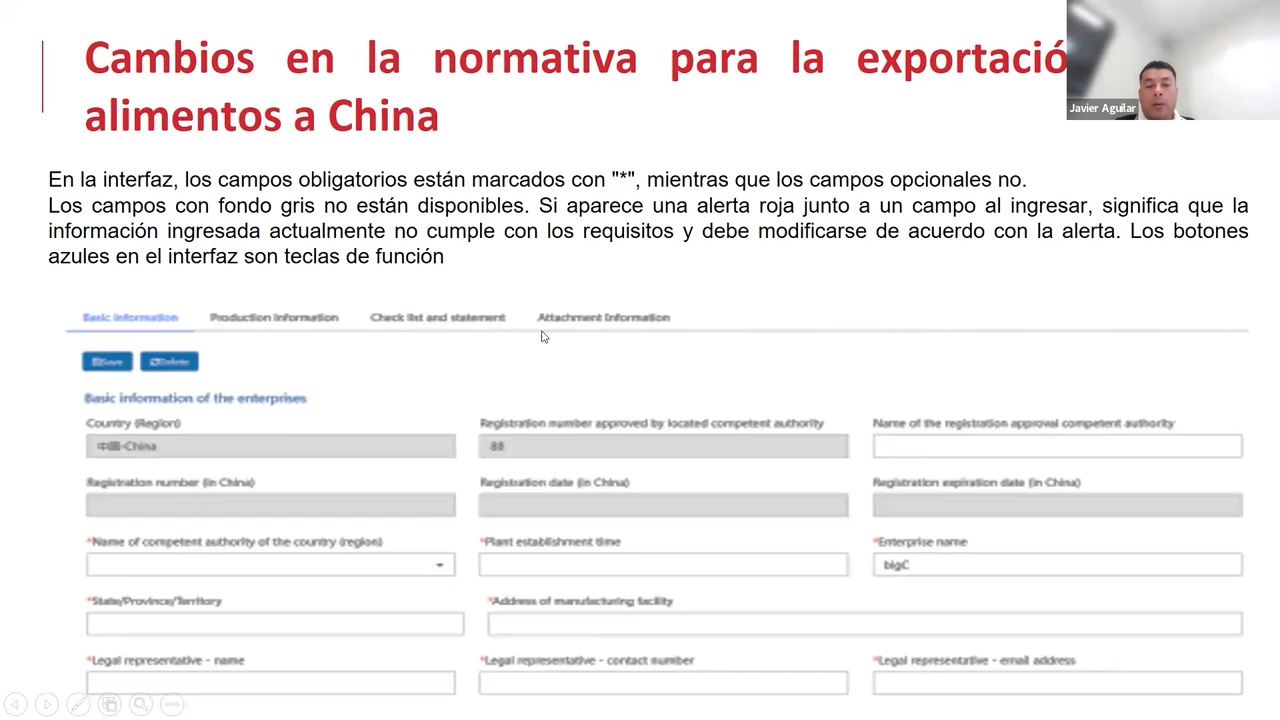 Cambios en la normativa para la exportació
alimentos a China
Javier Aguilar
En la interfaz, los campos obligatorios están marcados con "*", mientras que los campos opcionales no.
Los campos con fondo gris no están disponibles. Si aparece una alerta roja junto a un campo al ingresar, significa que la
información ingresada actualmente no cumple con los requisitos y debe modificarse de acuerdo con la alerta. Los botones
azules en el interfaz son teclas de función
Basic Information Production Information Check list and statement Attachment Information
Save Delete
Basic information of the enterprises
Country (Region) Registration number approved by located competent authority Name of the registration approval competent authority
中国-China 88
Registration number (in China) Registration date (in China) Registration expiration date (in China)
*Name of competent authority of the country (region) *Plant establishment time *Enterprise name
bigC
*State/Province/Territory *Address of manufacturing facility
*Legal representative - name *Legal representative - contact number *Legal representative - email address